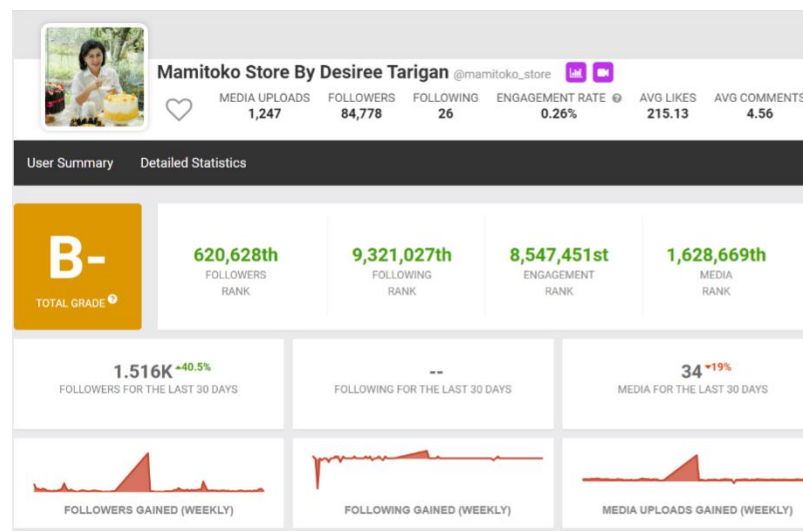 Mamitoko Store By Desiree Tarigan @mamitoko_store
MEDIA UPLOADS FOLLOWERS FOLLOWING ENGAGEMENT RATE AVG LIKES AVG COMMENTS
1,247 84,778 26 0.26% 215.13 4.56
User Summary Detailed Statistics
B-
TOTAL GRADE
620,628th 9,321,027th 8,547,451st 1,628,669th
FOLLOWERS FOLLOWING ENGAGEMENT MEDIA
RANK RANK RANK RANK
1.516K 40.5% -- 34 19%
FOLLOWERS FOR THE LAST 30 DAYS FOLLOWING FOR THE LAST 30 DAYS MEDIA FOR THE LAST 30 DAYS
FOLLOWERS GAINED (WEEKLY) FOLLOWING GAINED (WEEKLY) MEDIA UPLOADS GAINED (WEEKLY)